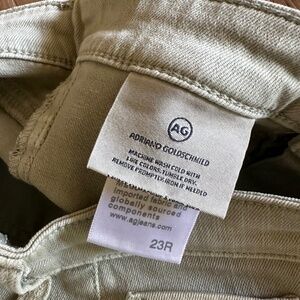 AG
ADRIANO GOLDSCHMIED
MACHINE WASH COLD WITH
LIKE COLORS, TUMBLE DRY,
REMOVE PROMPTLY, IRON IF NEEDED
imported fabric and
globally sourced
components
www.agjeans.com
23R